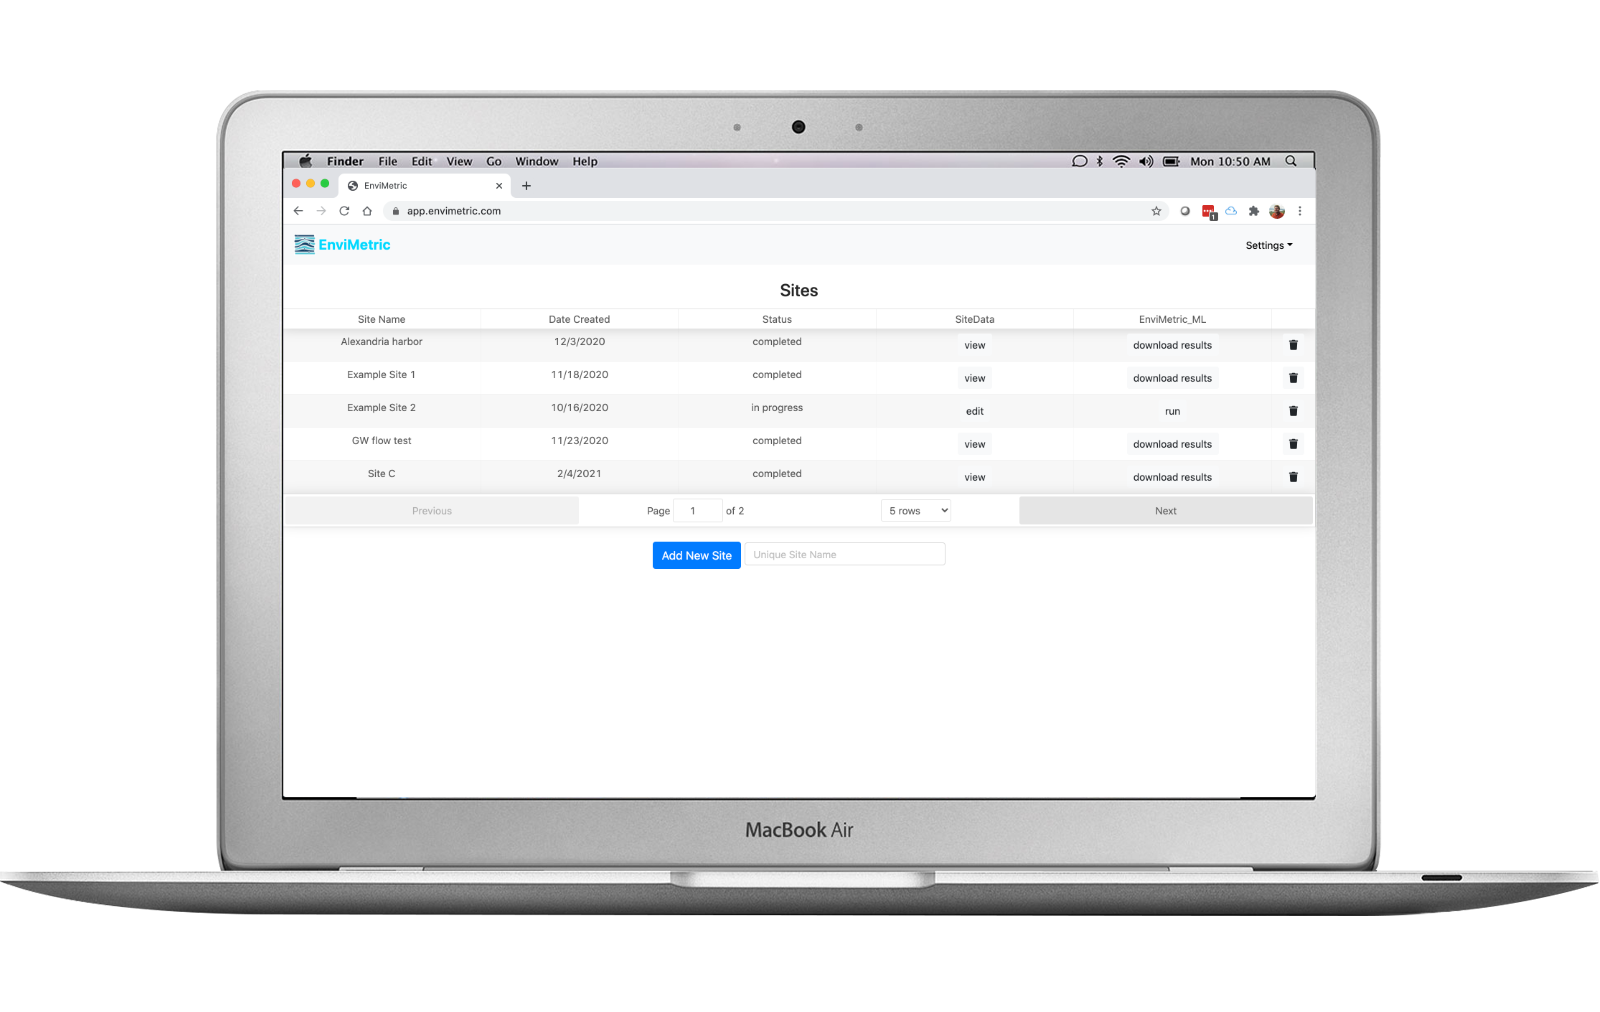 Finder File Edit View Go Window Help Mon 10:50 AM
EnviMetric
app.envimetric.com
1
EnviMetric Settings
Sites
Site Name Date Created Status SiteData EnviMetric_ML
Alexandria harbor 12/3/2020 completed view download results
Example Site 1 11/18/2020 completed view download results
Example Site 2 10/16/2020 in progress edit run
GW flow test 11/23/2020 completed view download results
Site C 2/4/2021 completed view download results
Previous Page 1 of 2 5 rows Next
Add New Site Unique Site Name
MacBook Air